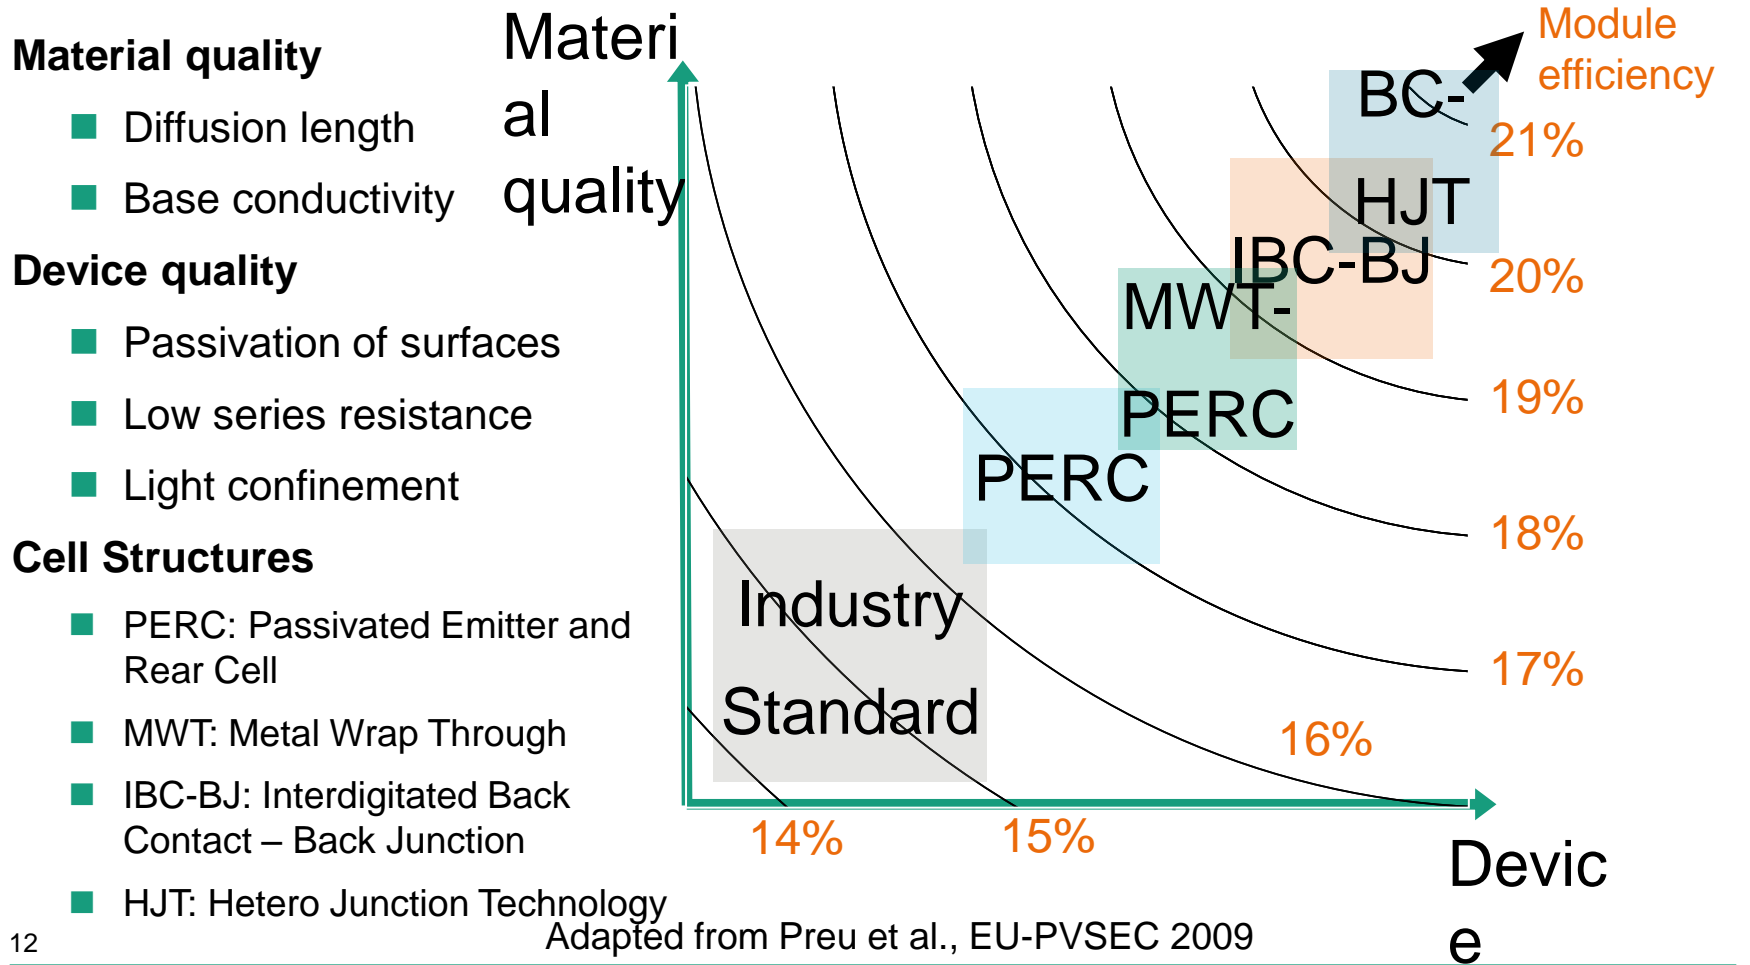 Material quality
Diffusion length
Base conductivity
Device quality
Passivation of surfaces
Low series resistance
Light confinement
Cell Structures
PERC: Passivated Emitter and
Rear Cell
MWT: Metal Wrap Through
IBC-BJ: Interdigitated Back
Contact – Back Junction
HJT: Hetero Junction Technology
Materi
al
quality
Module
efficiency
BC-
HJT
21%
IBC-BJ
20%
MWT-
PERC
19%
PERC
18%
Industry
Standard
17%
16%
14%
15%
Devic
e
Adapted from Preu et al., EU-PVSEC 2009
12